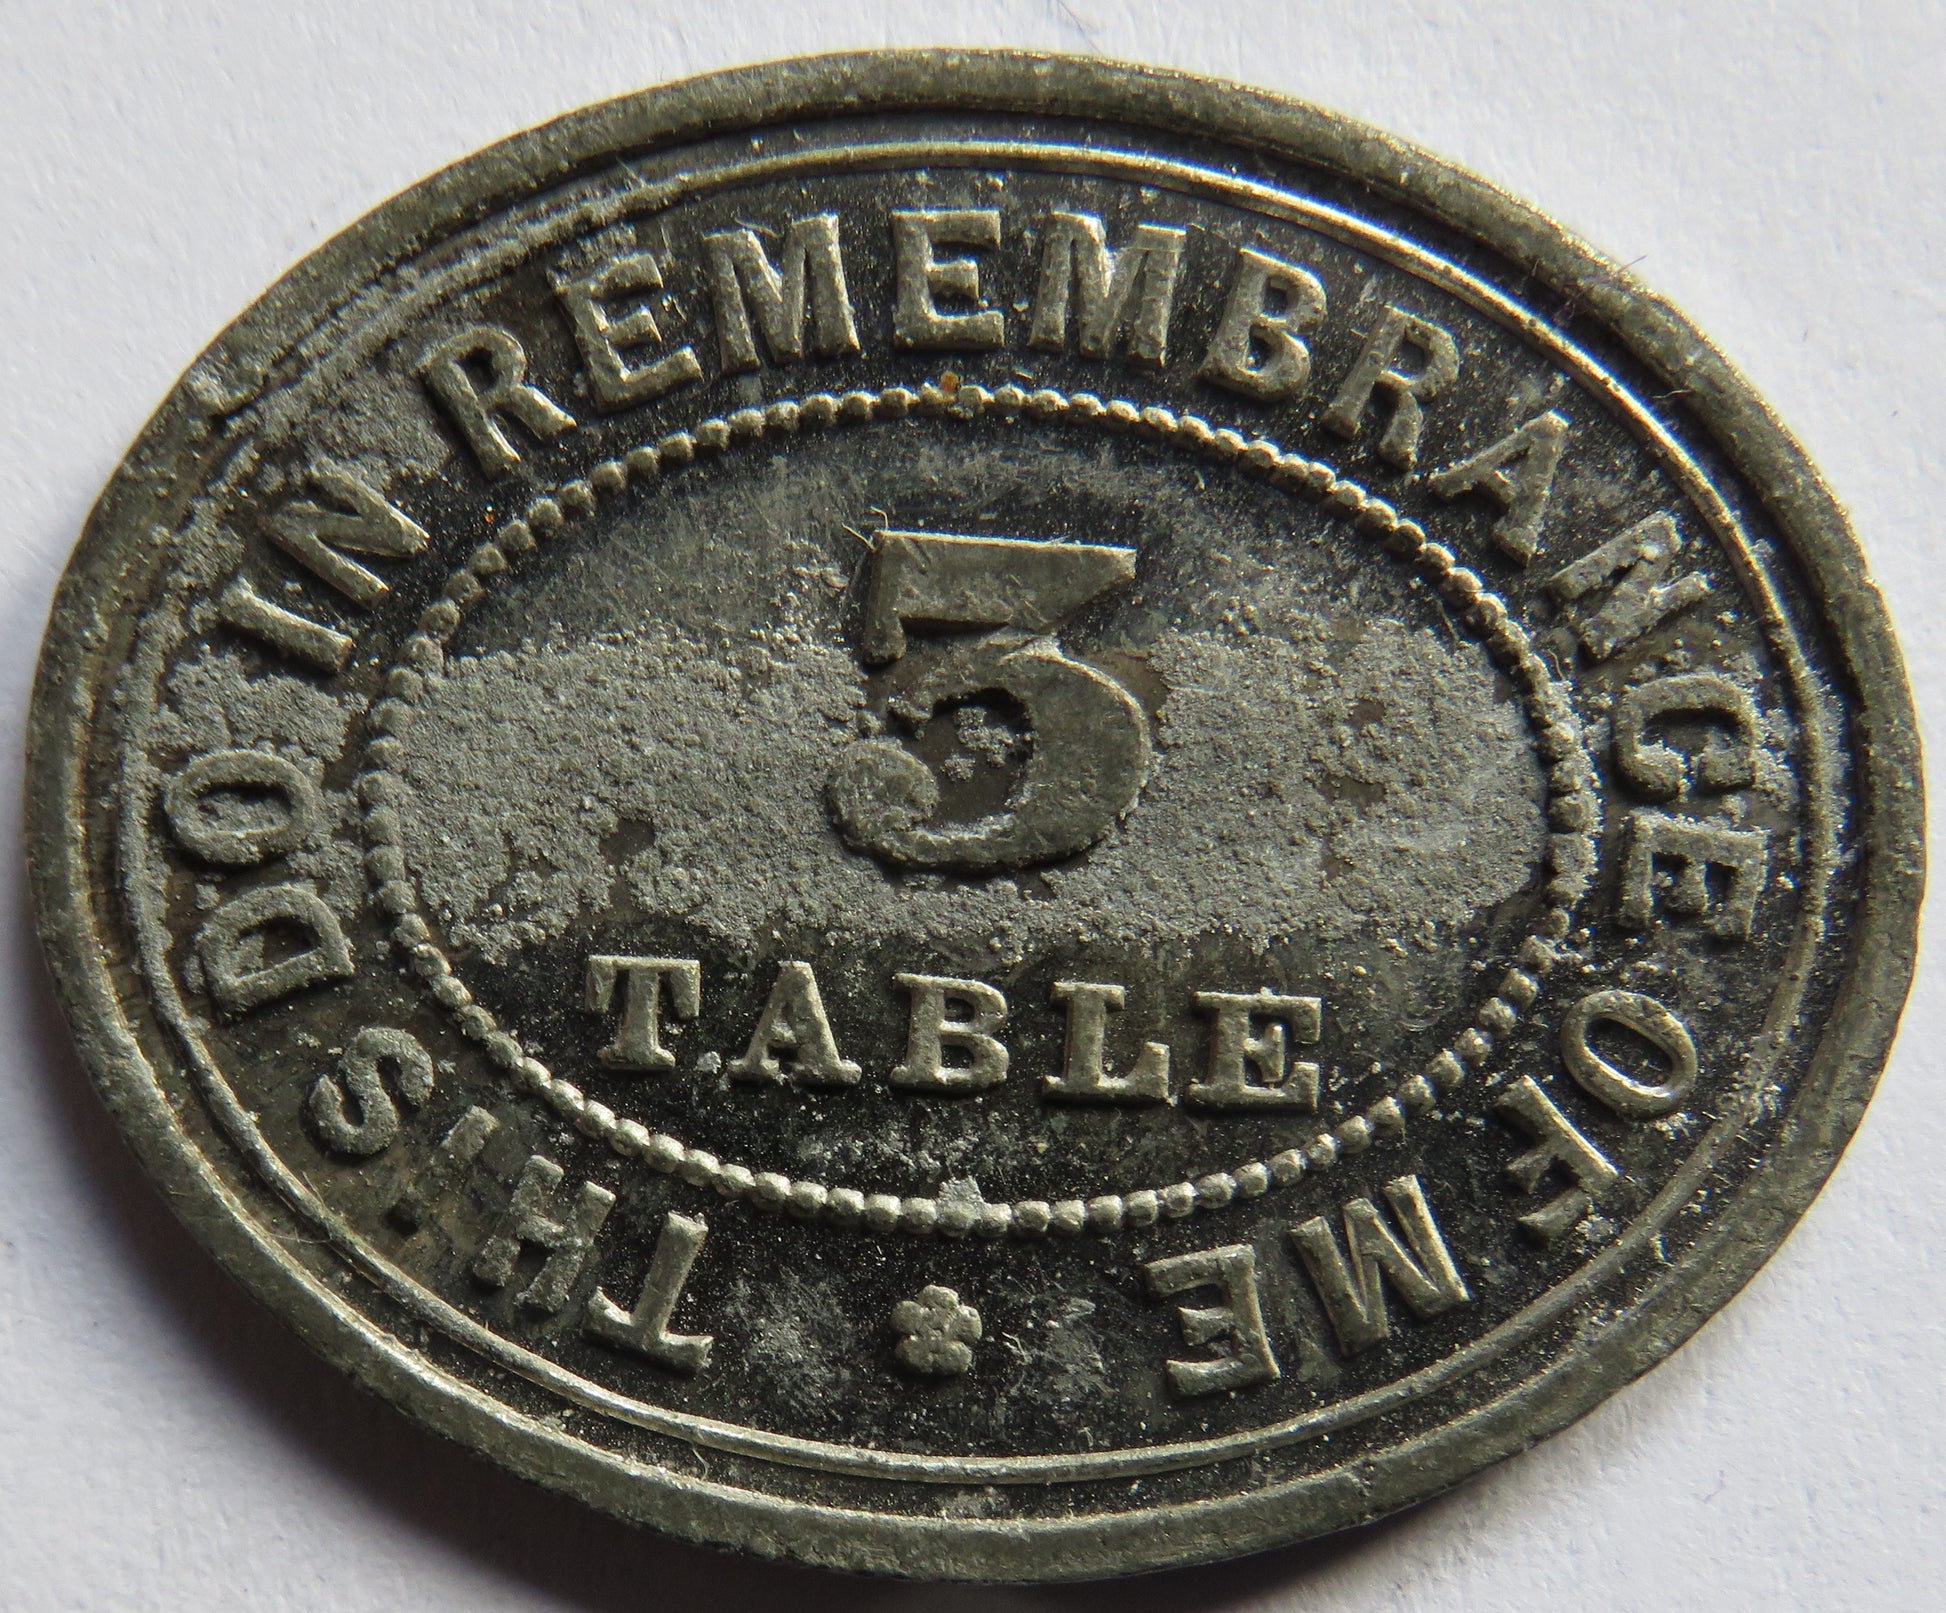 THIS DO IN REMEMBRANCE OF ME
3
TABLE